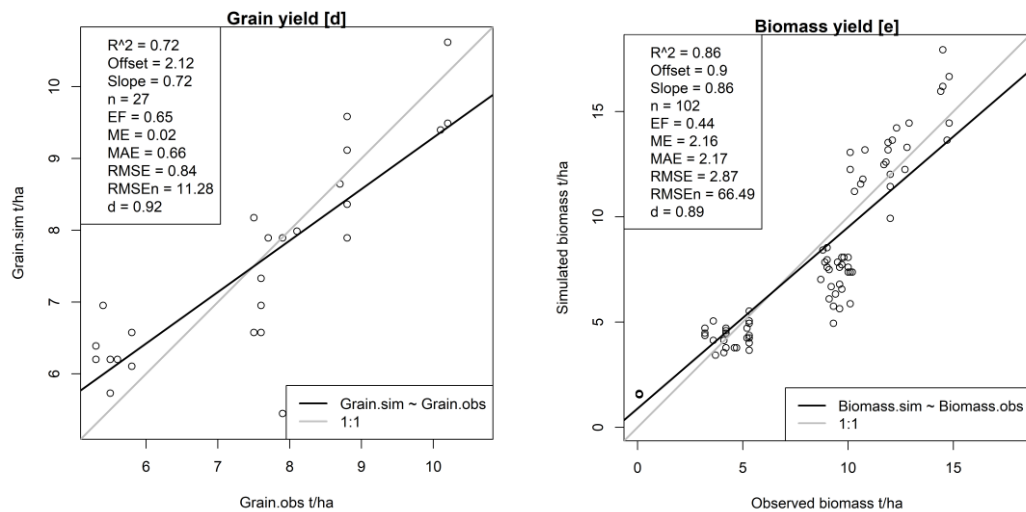 Grain yield [d]
R^2 = 0.72
Offset = 2.12
Slope = 0.72
n = 27
EF = 0.65
ME = 0.02
MAE = 0.66
RMSE = 0.84
RMSEn = 11.28
d = 0.92
Grain.sim t/ha
10
9
8
7
6
Grain.sim ~ Grain.obs
1:1
6 7 8 9 10
Grain.obs t/ha
Biomass yield [e]
R^2 = 0.86
Offset = 0.9
Slope = 0.86
n = 102
EF = 0.44
ME = 2.16
MAE = 2.17
RMSE = 2.87
RMSEn = 66.49
d = 0.89
Simulated biomass t/ha
15
10
5
0
Biomass.sim ~ Biomass.obs
1:1
0 5 10 15
Observed biomass t/ha